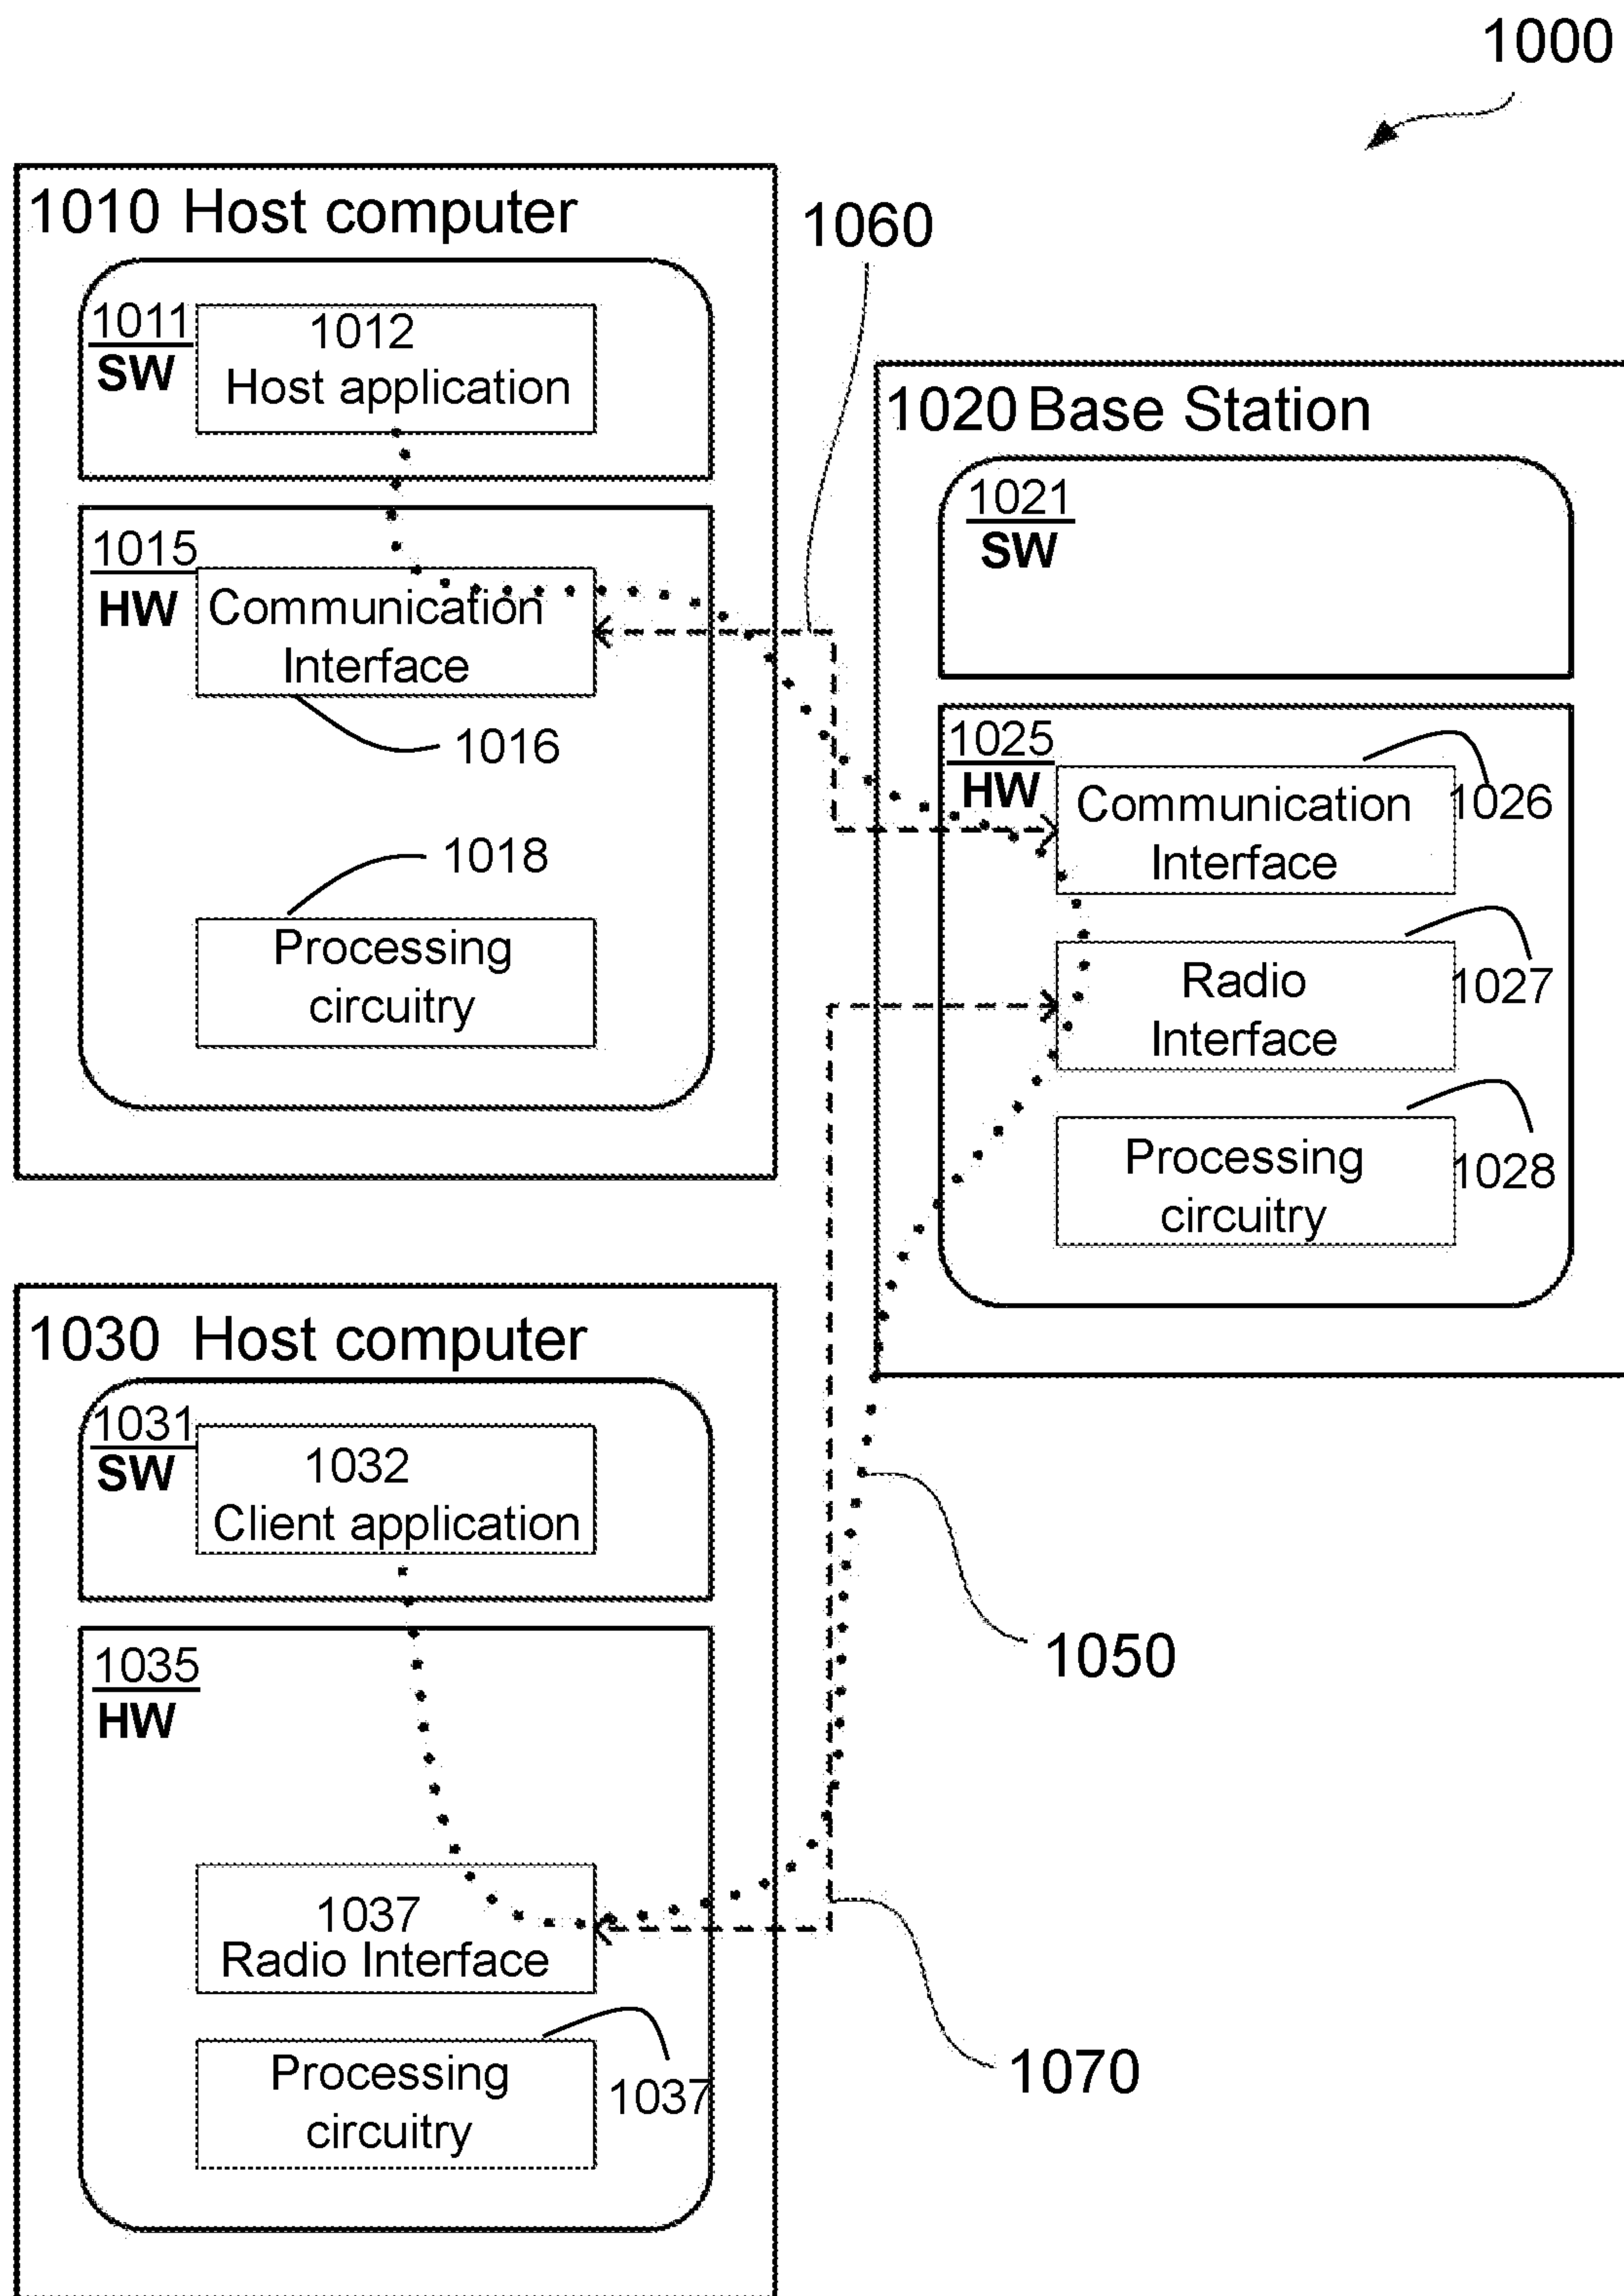 1000
1010 Host computer
1011
SW
1012
Host application
1015
HW
Communication
Interface
1016
1018
Processing
circuitry
1060
1020 Base Station
1021
SW
1025
HW
Communication
Interface
1026
Radio
Interface
1027
Processing
circuitry
1028
1030 Host computer
1031
SW
1032
Client application
1035
HW
1037
Radio Interface
Processing
circuitry
1037
1050
1070